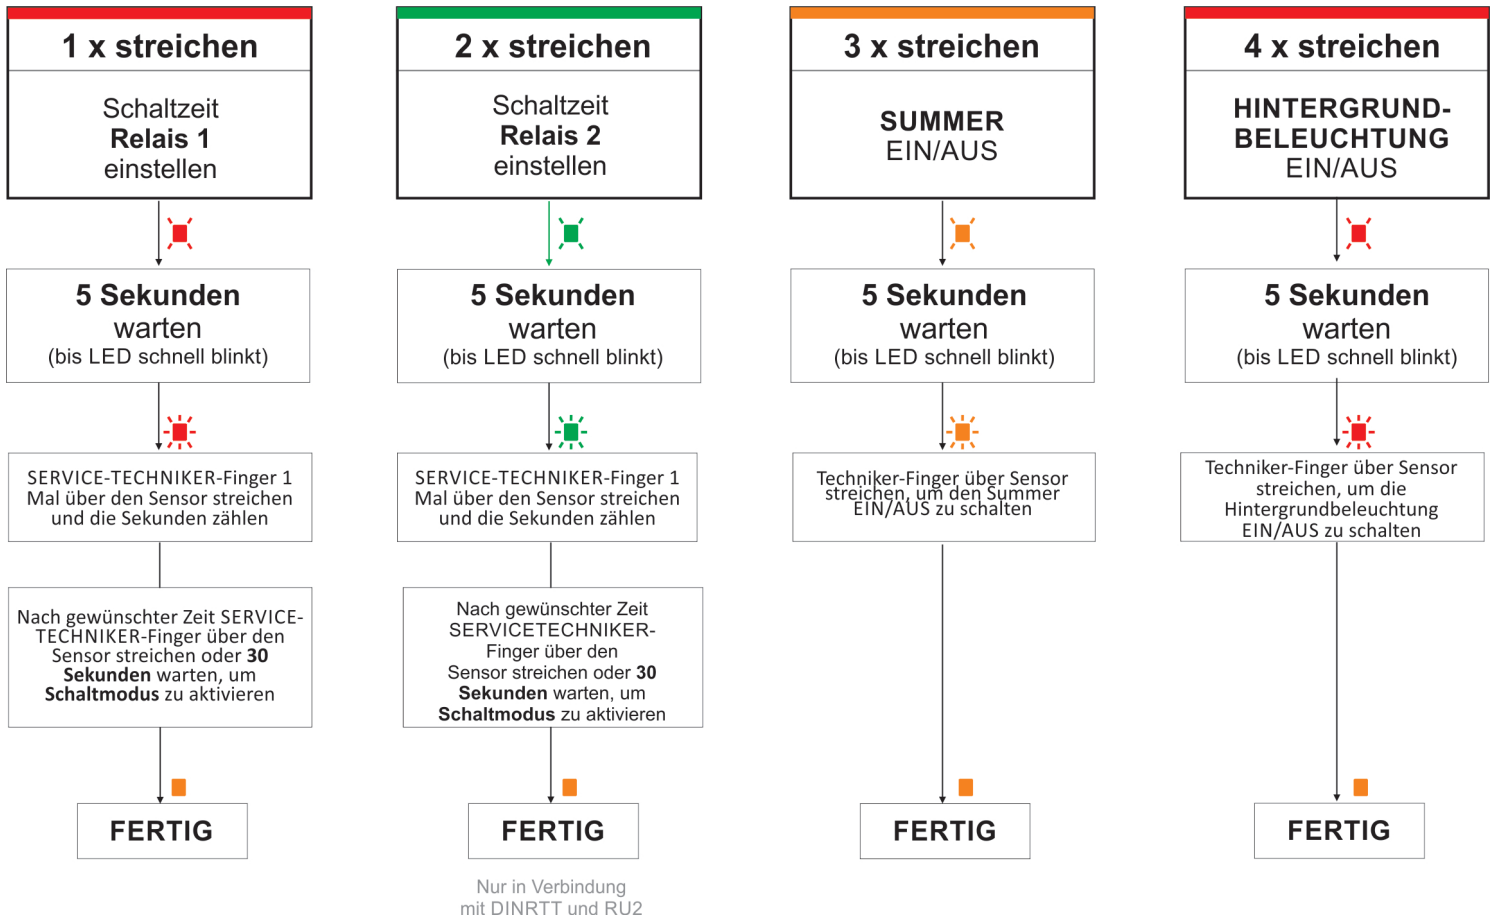 1 x streichen
Schaltzeit
Relais 1
einstellen
5 Sekunden
warten
(bis LED schnell blinkt)
SERVICE-TECHNIKER-Finger 1
Mal über den Sensor streichen
und die Sekunden zählen
Nach gewünschter Zeit SERVICE-
TECHNIKER-Finger über den
Sensor streichen oder 30
Sekunden warten, um
Schaltmodus zu aktivieren
FERTIG
2 x streichen
Schaltzeit
Relais 2
einstellen
5 Sekunden
warten
(bis LED schnell blinkt)
SERVICE-TECHNIKER-Finger 1
Mal über den Sensor streichen
und die Sekunden zählen
Nach gewünschter Zeit
SERVICETECHNIKER-
Finger über den
Sensor streichen oder 30
Sekunden warten, um
Schaltmodus zu aktivieren
FERTIG
Nur in Verbindung
mit DINRTT und RU2
3 x streichen
SUMMER
EIN/AUS
5 Sekunden
warten
(bis LED schnell blinkt)
Techniker-Finger über Sensor
streichen, um den Summer
EIN/AUS zu schalten
FERTIG
4 x streichen
HINTERGRUND-
BELEUCHTUNG
EIN/AUS
5 Sekunden
warten
(bis LED schnell blinkt)
Techniker-Finger über Sensor
streichen, um die
Hintergrundbeleuchtung
EIN/AUS zu schalten
FERTIG